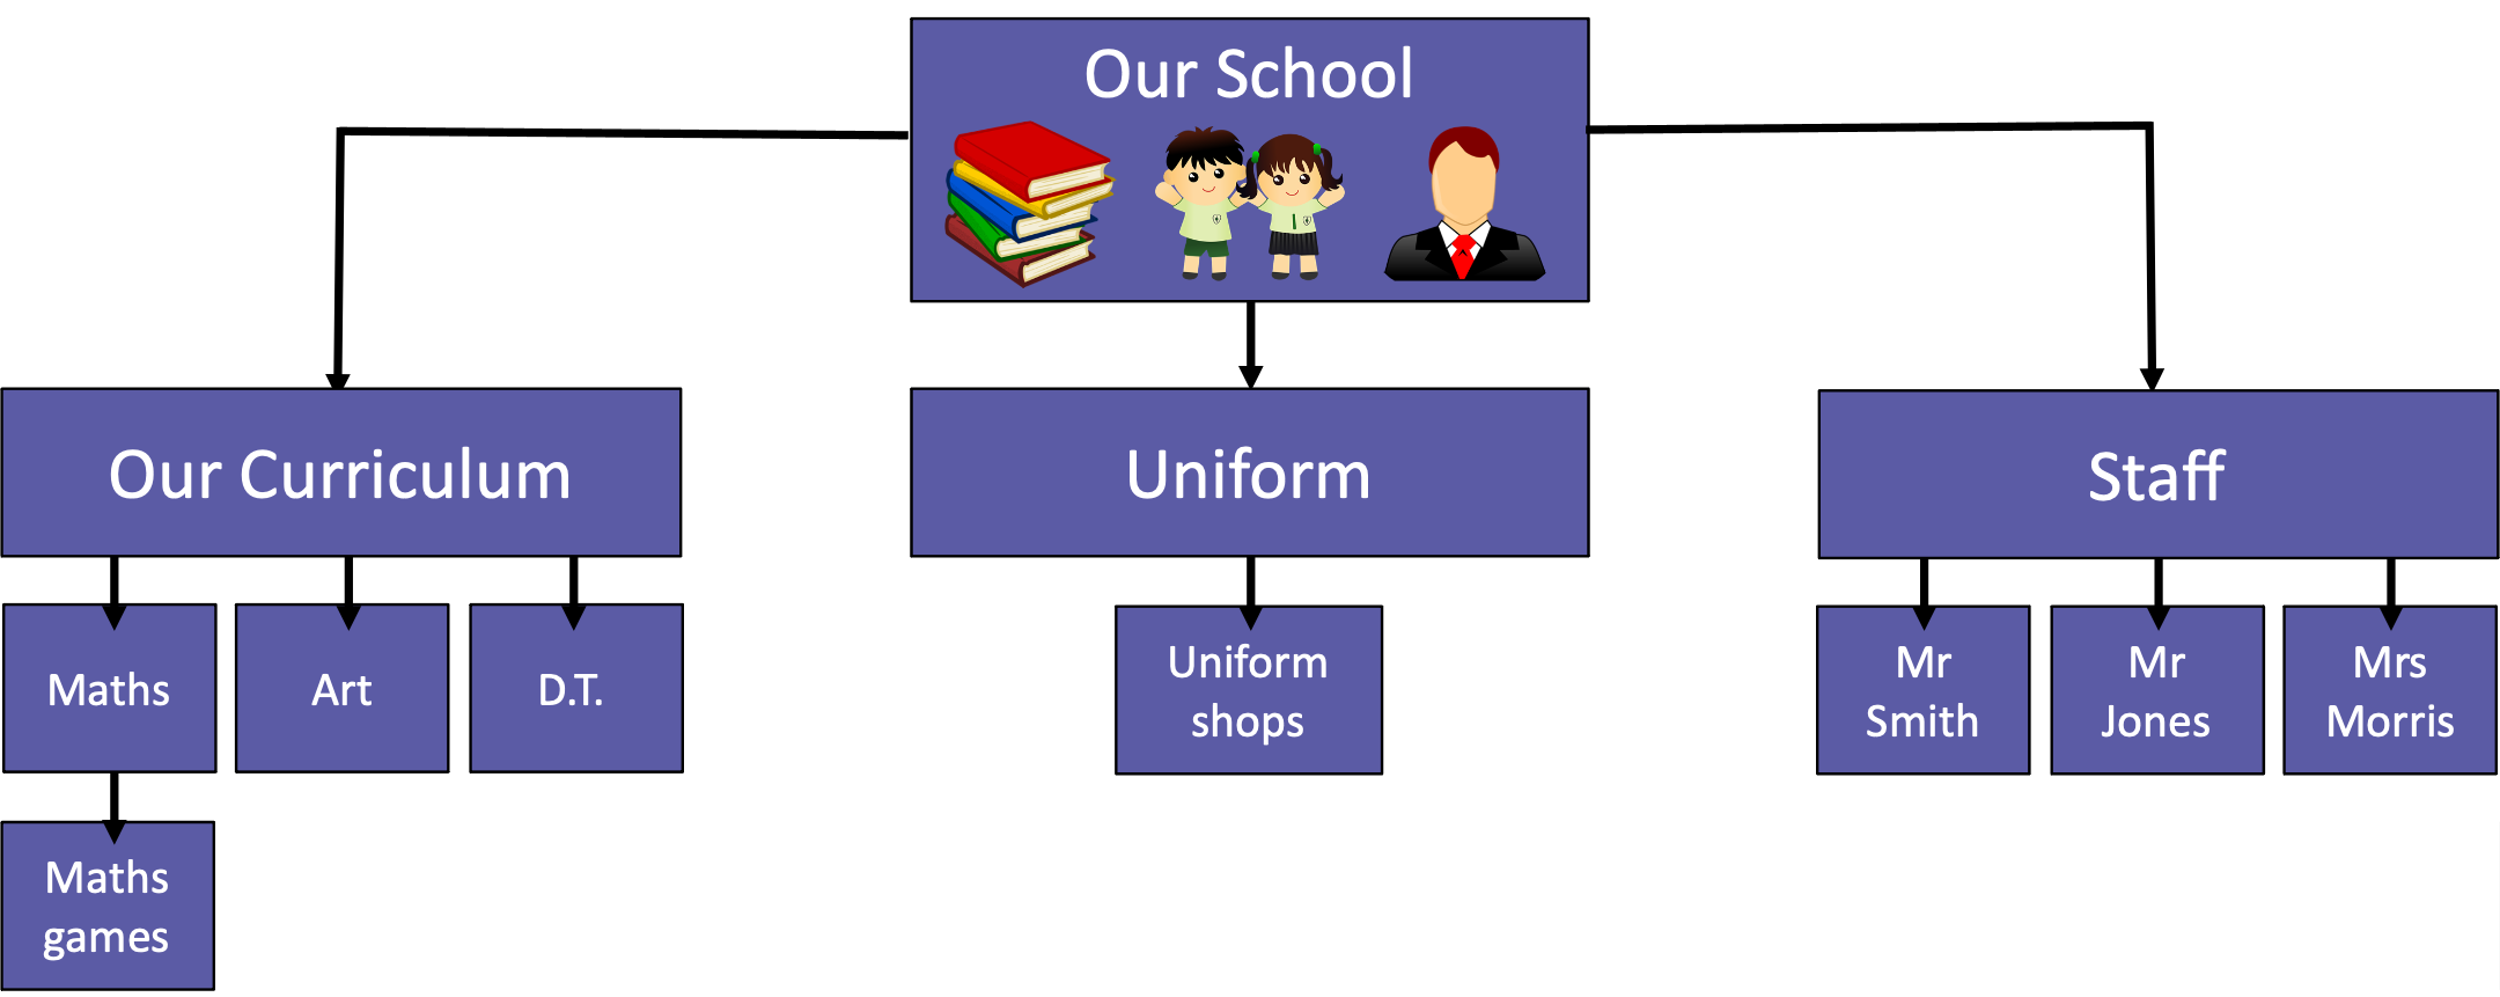 Our School
Our Curriculum
Uniform
Staff
Maths
Art
D.T.
Uniform
shops
Mr
Smith
Mr
Jones
Mrs
Morris
Maths
games